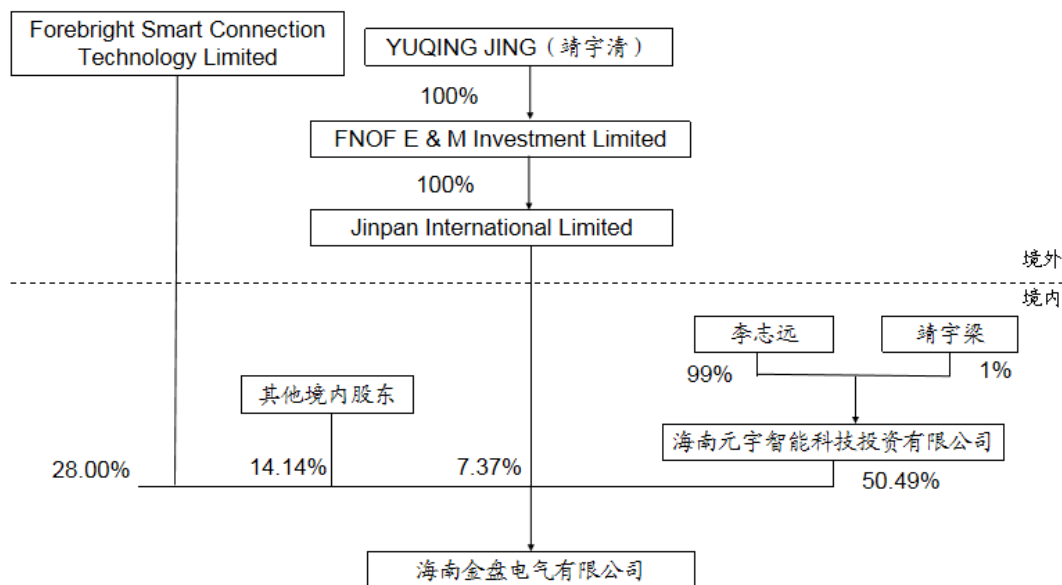 Forebright Smart Connection
Technology Limited
YUQING JING（靖宇清）
100%
FNOF E & M Investment Limited
100%
Jinpan International Limited
境外
境内
李志远
靖宇梁
99%
1%
其他境内股东
海南元宇智能科技投资有限公司
28.00%
14.14%
7.37%
50.49%
海南金盘电气有限公司